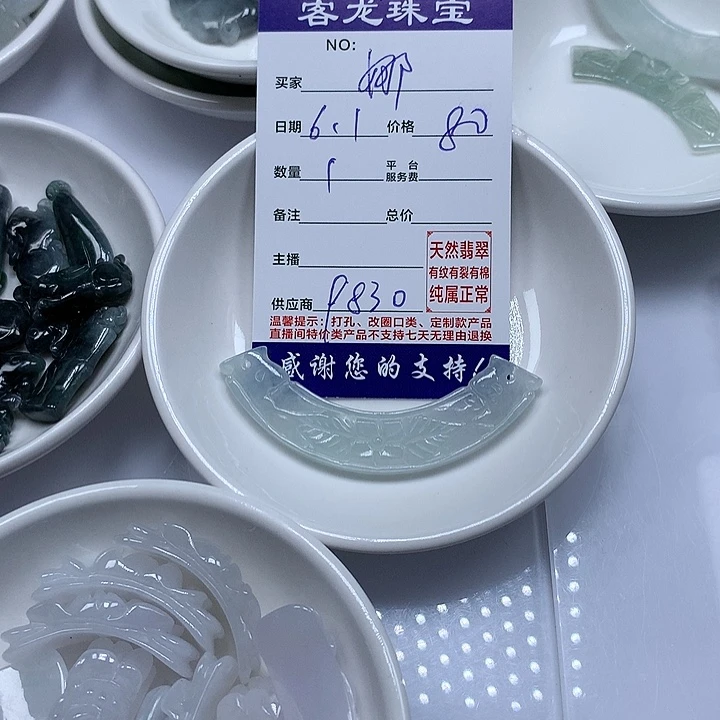 客龙珠宝
NO:
买家 娜
日期 6.1 价格 80
数量 1 平台服务费
备注 总价
主播
天然翡翠
有纹有裂有棉
纯属正常
供应商 9830
温馨提示：打孔、改圈口类、定制款产品
直播间特价类产品不支持七天无理由退换
感谢您的支持!